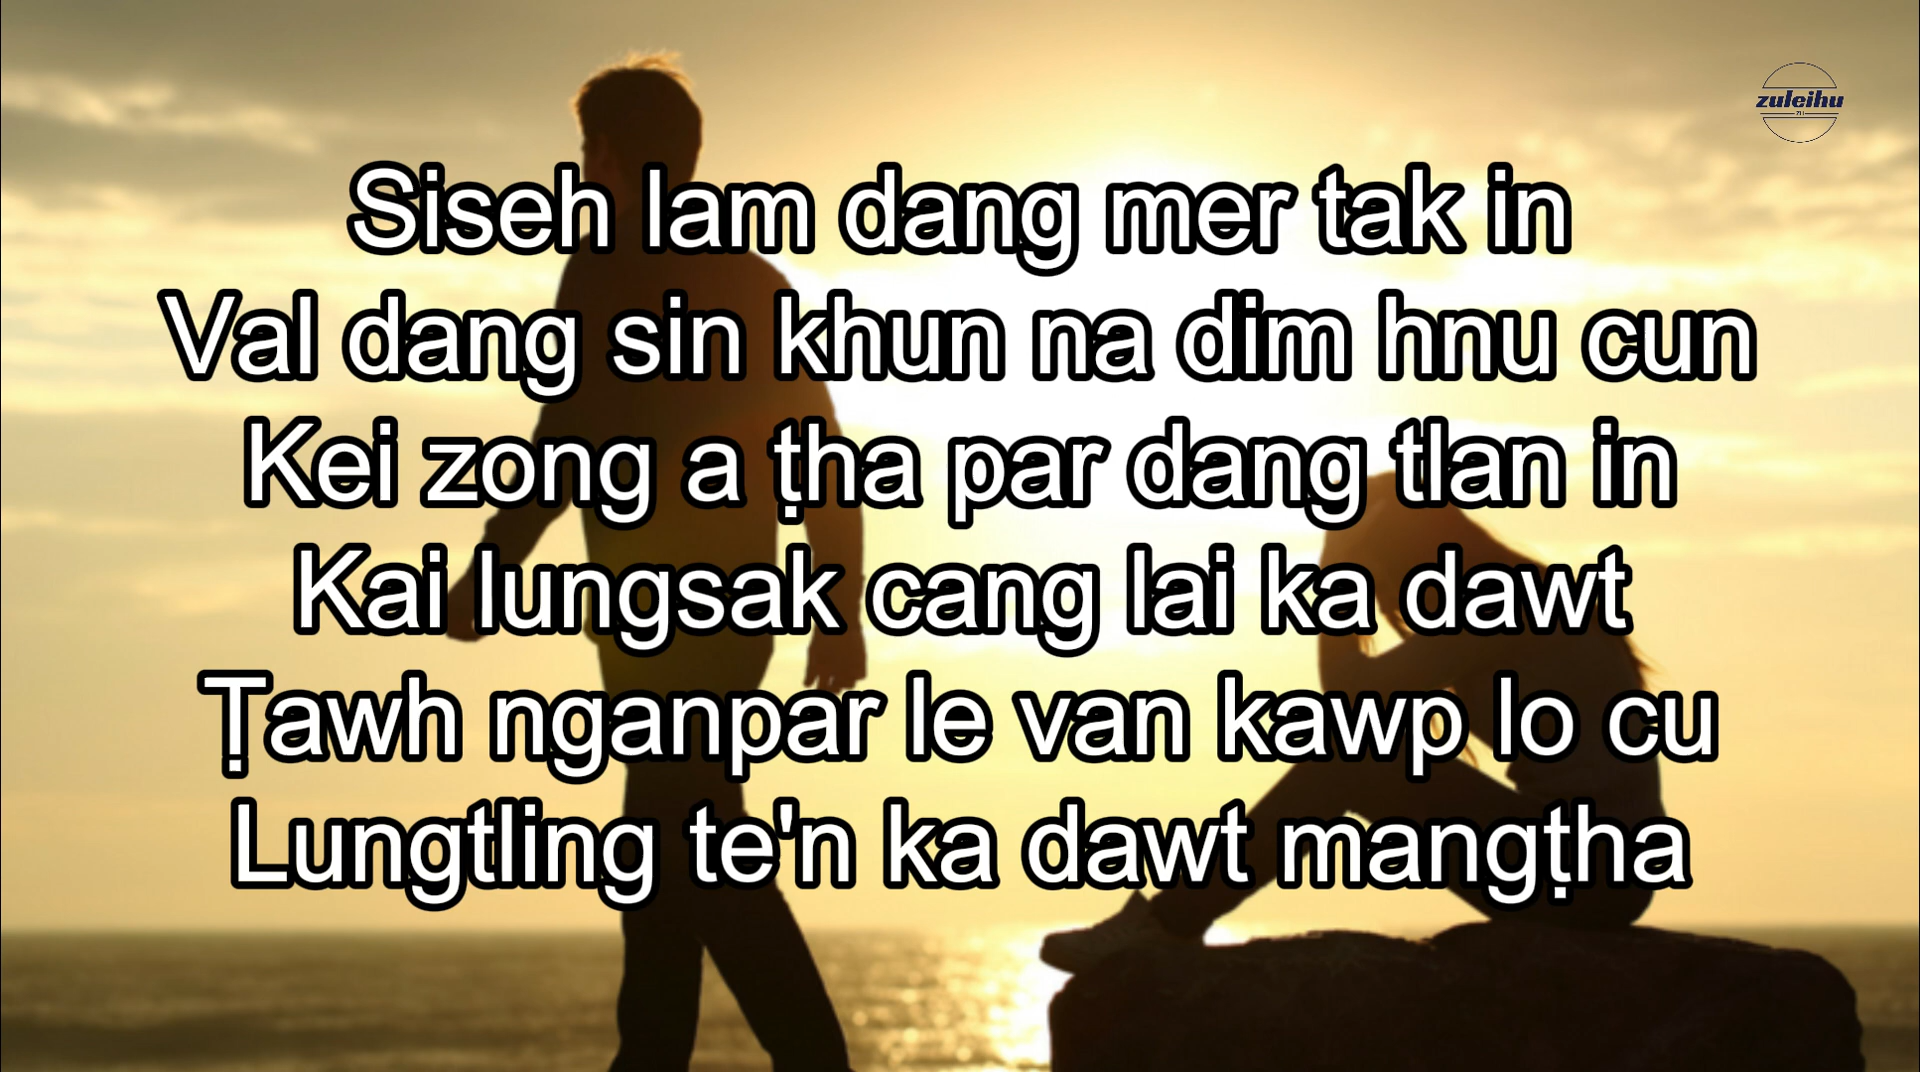 zuleihu
Siseh lam dang mer tak in
Val dang sin khun na dim hnu cun
Kei zong a ṭha par dang tlan in
Kai lungsak cang lai ka dawt
Ṭawh nganpar le van kawp lo cu
Lungtling te'n ka dawt mangṭha